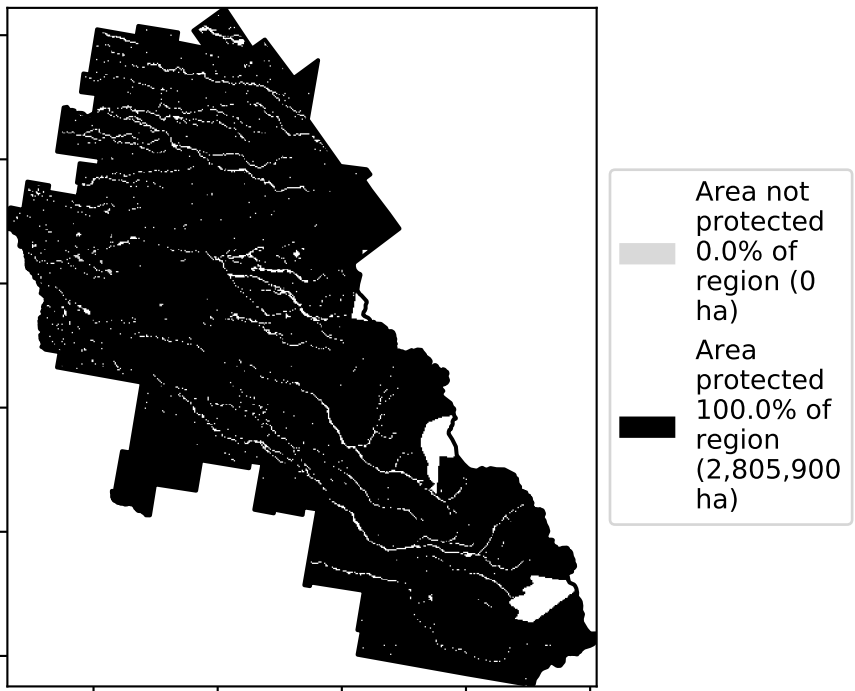 Area not
protected
0.0% of
region (0
ha)
Area
protected
100.0% of
region
(2,805,900
ha)